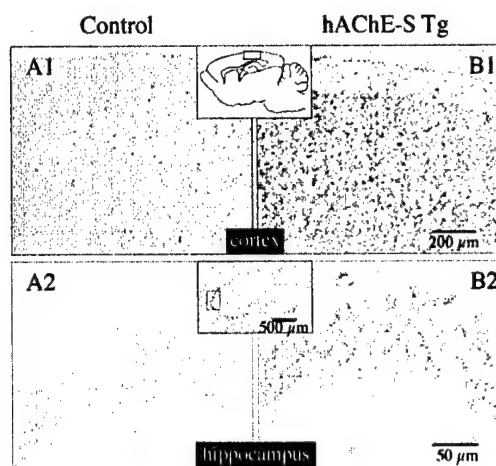 Control
hAChE-S Tg
A1
B1
cortex
200 µm
A2
B2
500 µm
hippocampus
50 µm